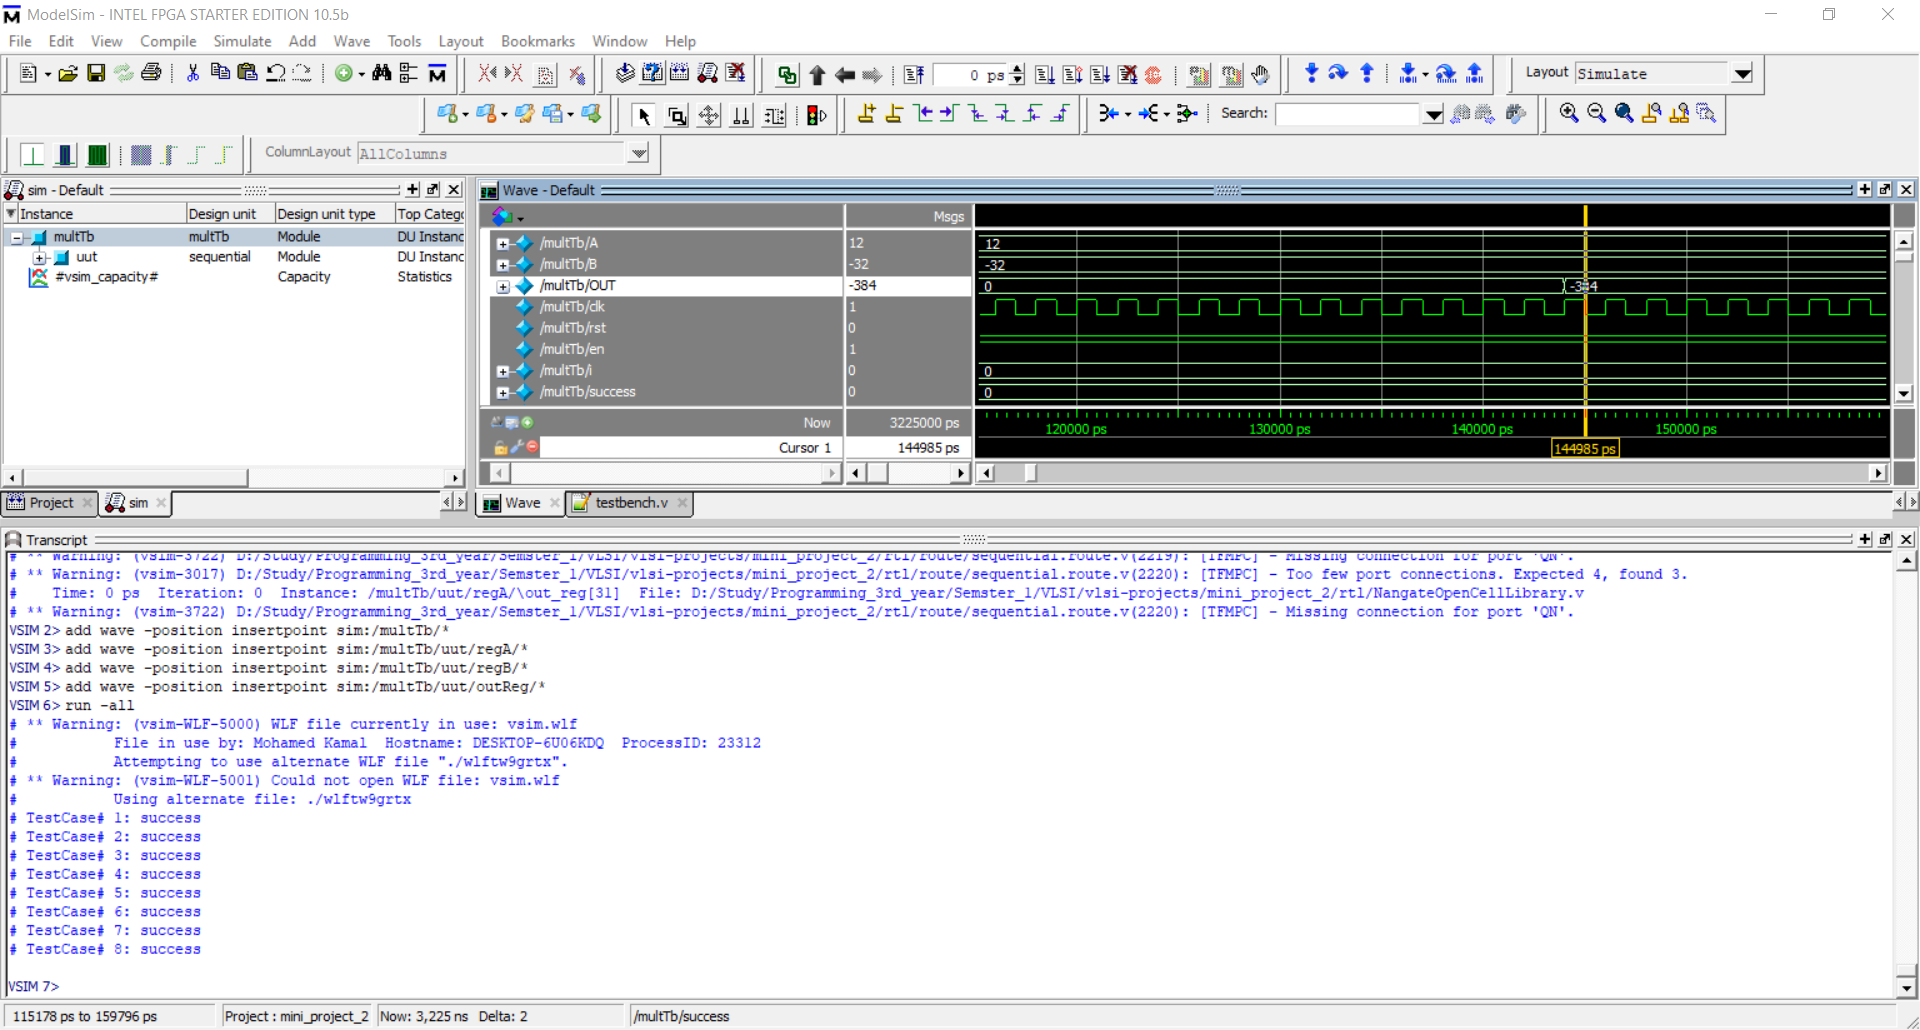 ModelSim - INTEL FPGA STARTER EDITION 10.5b
File Edit View Compile Simulate Add Wave Tools Layout Bookmarks Window Help
0 ps
Layout Simulate
Search:
ColumnLayout AllColumns
sim - Default
Instance Design unit Design unit type Top Catego
multTb multTb Module DU Instanc
uut sequential Module DU Instanc
#vsim_capacity# Capacity Statistics
Project sim
Wave - Default
Msgs
/multTb/A 12 12
/multTb/B -32 -32
/multTb/OUT -384 0 -384
/multTb/clk 1
/multTb/rst 0
/multTb/en 1
/multTb/i 0 0
/multTb/success 0 0
Now 3225000 ps 120000 ps 130000 ps 140000 ps 150000 ps
Cursor 1 144985 ps 144985 ps
Wave testbench.v
Transcript
# ** Warning: (vsim-3722) D:/Study/Programming_3rd_year/Semster_1/VLSI/vlsi-projects/mini_project_2/rtl/route/sequential.route.v(2219): [TFMPC] - Missing connection for port 'QN'.
# ** Warning: (vsim-3017) D:/Study/Programming_3rd_year/Semster_1/VLSI/vlsi-projects/mini_project_2/rtl/route/sequential.route.v(2220): [TFMPC] - Too few port connections. Expected 4, found 3.
# Time: 0 ps Iteration: 0 Instance: /multTb/uut/regA/\out_reg[31] File: D:/Study/Programming_3rd_year/Semster_1/VLSI/vlsi-projects/mini_project_2/rtl/NangateOpenCellLibrary.v
# ** Warning: (vsim-3722) D:/Study/Programming_3rd_year/Semster_1/VLSI/vlsi-projects/mini_project_2/rtl/route/sequential.route.v(2220): [TFMPC] - Missing connection for port 'QN'.
VSIM 2> add wave -position insertpoint sim:/multTb/*
VSIM 3> add wave -position insertpoint sim:/multTb/uut/regA/*
VSIM 4> add wave -position insertpoint sim:/multTb/uut/regB/*
VSIM 5> add wave -position insertpoint sim:/multTb/uut/outReg/*
VSIM 6> run -all
# ** Warning: (vsim-WLF-5000) WLF file currently in use: vsim.wlf
# File in use by: Mohamed Kamal Hostname: DESKTOP-6U06KDQ ProcessID: 23312
# Attempting to use alternate WLF file "./wlftw9grtx".
# ** Warning: (vsim-WLF-5001) Could not open WLF file: vsim.wlf
# Using alternate file: ./wlftw9grtx
# TestCase# 1: success
# TestCase# 2: success
# TestCase# 3: success
# TestCase# 4: success
# TestCase# 5: success
# TestCase# 6: success
# TestCase# 7: success
# TestCase# 8: success
VSIM 7>
115178 ps to 159796 ps Project : mini_project_2 Now: 3,225 ns Delta: 2 /multTb/success